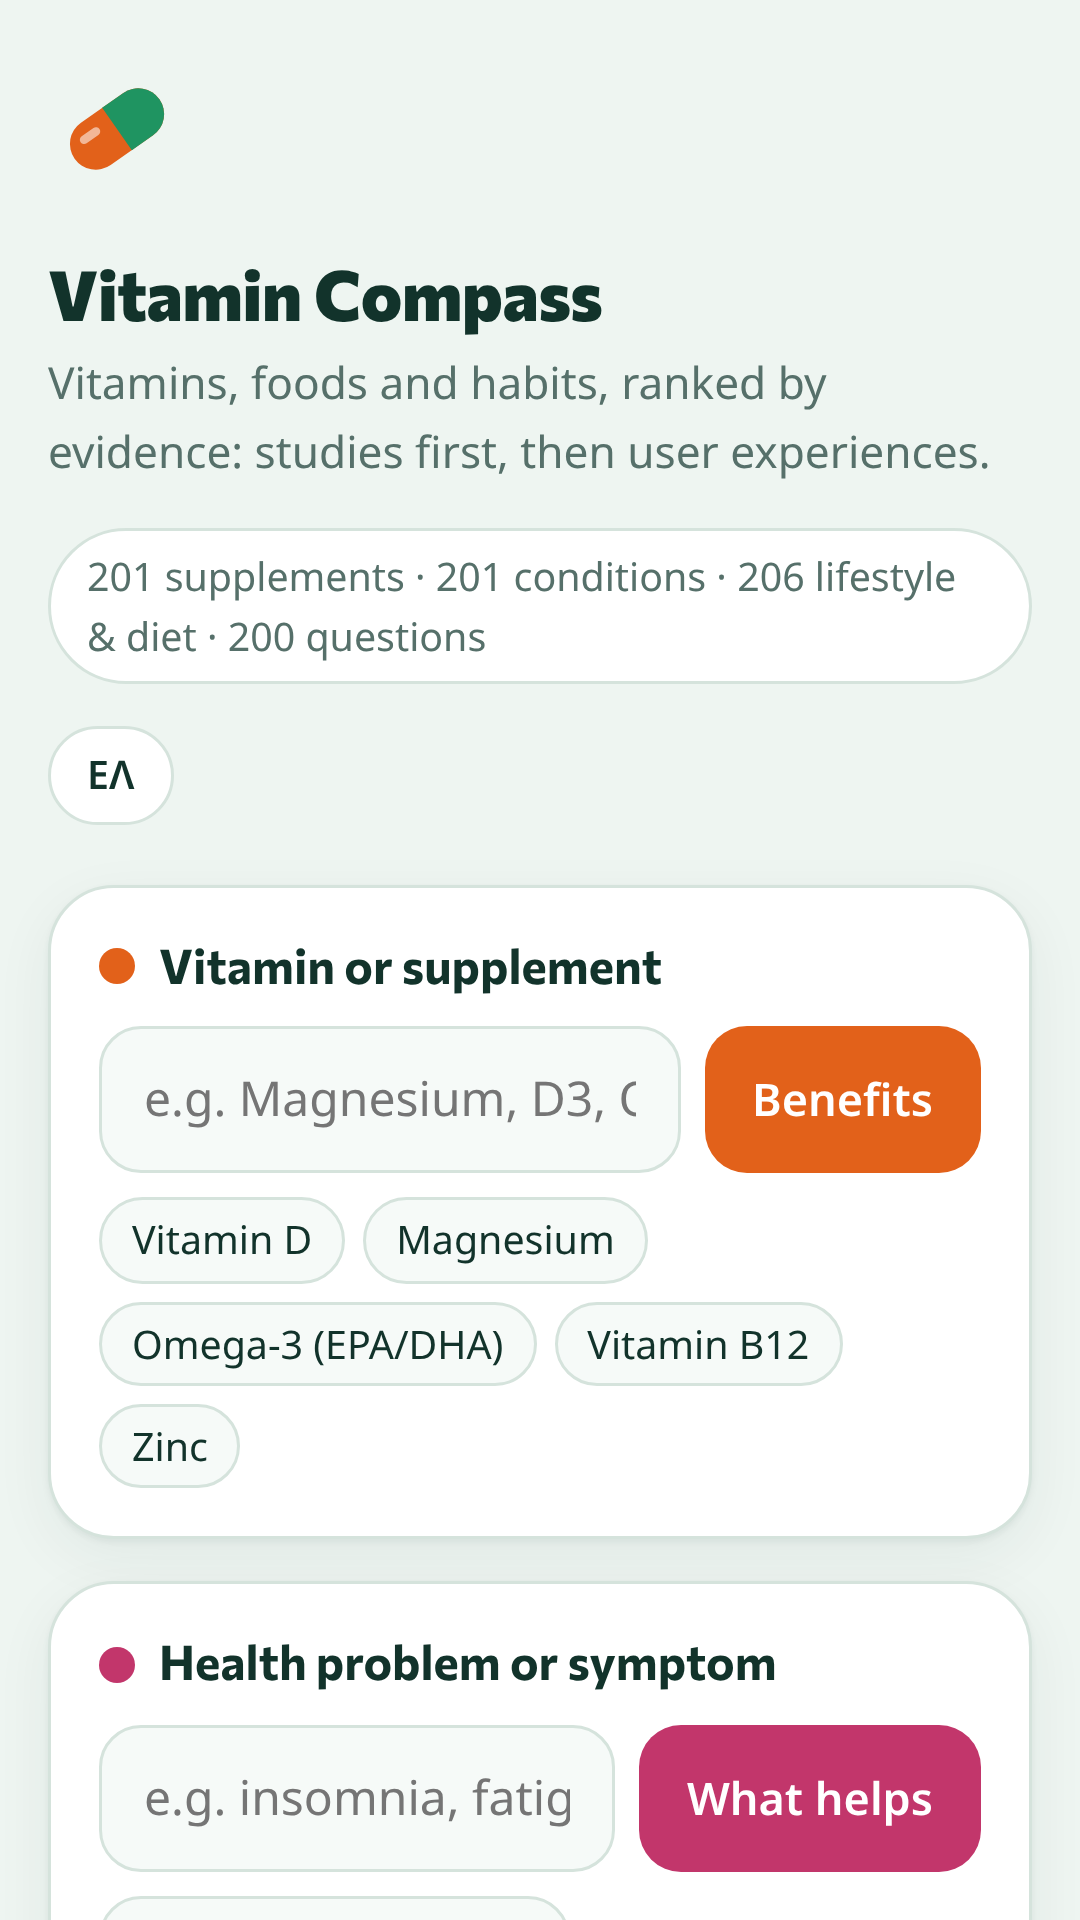 Vitamin Compass
Vitamins, foods and habits, ranked by
evidence: studies first, then user experiences.
201 supplements · 201 conditions · 206 lifestyle
& diet · 200 questions
ΕΛ
Vitamin or supplement
e.g. Magnesium, D3,
Benefits
Vitamin D
Magnesium
Omega-3 (EPA/DHA)
Vitamin B12
Zinc
Health problem or symptom
e.g. insomnia, fatig
What helps